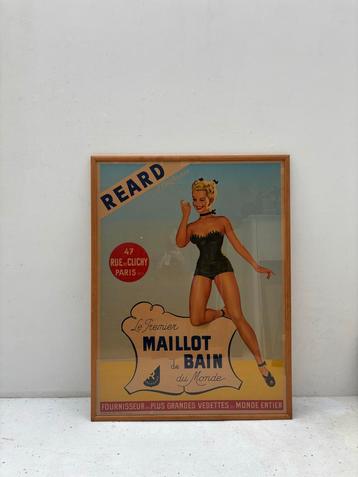 REARD
47
RUE DE CLICHY
PARIS
Le Premier
MAILLOT
de BAIN
du Monde
FOURNISSEUR DES PLUS GRANDES VEDETTES DU MONDE ENTIER